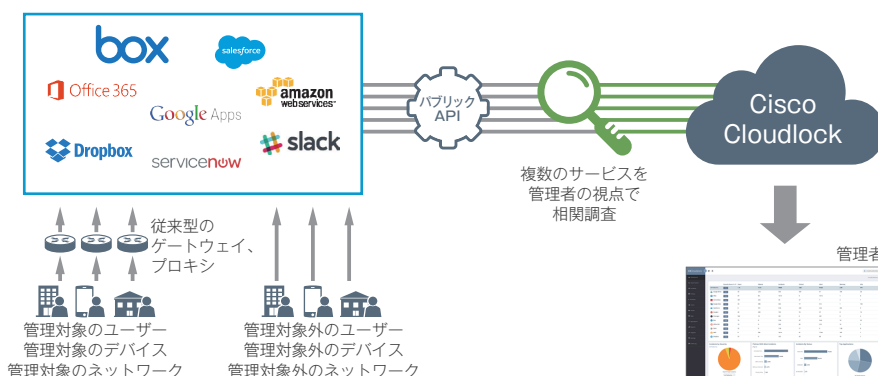 box
salesforce
Office 365
amazon
webservices™
Google Apps
Dropbox
slack
servicenow
パブリック
API
Cisco
Cloudlock
複数のサービスを
管理者の視点で
相関調査
従来型の
ゲートウェイ、
プロキシ
管理者
管理対象のユーザー
管理対象のデバイス
管理対象のネットワーク
管理対象外のユーザー
管理対象外のデバイス
管理対象外のネットワーク